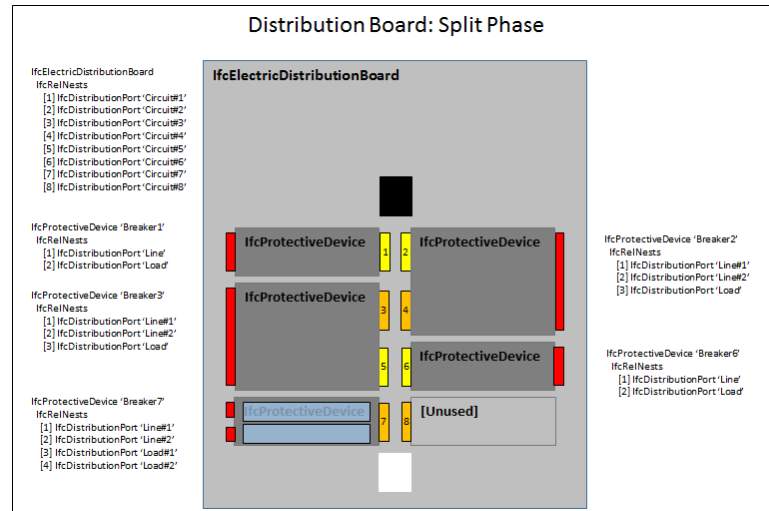 Distribution Board: Split Phase
IfcElectricDistributionBoard
IfcRelNests
[1] IfcDistributionPort ‘Circuit#1’
[2] IfcDistributionPort ‘Circuit#2’
[3] IfcDistributionPort ‘Circuit#3’
[4] IfcDistributionPort ‘Circuit#4’
[5] IfcDistributionPort ‘Circuit#5’
[6] IfcDistributionPort ‘Circuit#6’
[7] IfcDistributionPort ‘Circuit#7’
[8] IfcDistributionPort ‘Circuit#8’
IfcProtectiveDevice ‘Breaker1’
IfcRelNests
[1] IfcDistributionPort ‘Line’
[2] IfcDistributionPort ‘Load’
IfcProtectiveDevice ‘Breaker3’
IfcRelNests
[1] IfcDistributionPort ‘Line#1’
[2] IfcDistributionPort ‘Line#2’
[3] IfcDistributionPort ‘Load’
IfcProtectiveDevice ‘Breaker7’
IfcRelNests
[1] IfcDistributionPort ‘Line#1’
[2] IfcDistributionPort ‘Line#2’
[3] IfcDistributionPort ‘Load#1’
[4] IfcDistributionPort ‘Load#2’
IfcElectricDistributionBoard
IfcProtectiveDevice
1
2
IfcProtectiveDevice
IfcProtectiveDevice
3
4
5
6
IfcProtectiveDevice
IfcProtectiveDevice
7
8
[Unused]
IfcProtectiveDevice ‘Breaker2’
IfcRelNests
[1] IfcDistributionPort ‘Line#1’
[2] IfcDistributionPort ‘Line#2’
[3] IfcDistributionPort ‘Load’
IfcProtectiveDevice ‘Breaker6’
IfcRelNests
[1] IfcDistributionPort ‘Line’
[2] IfcDistributionPort ‘Load’